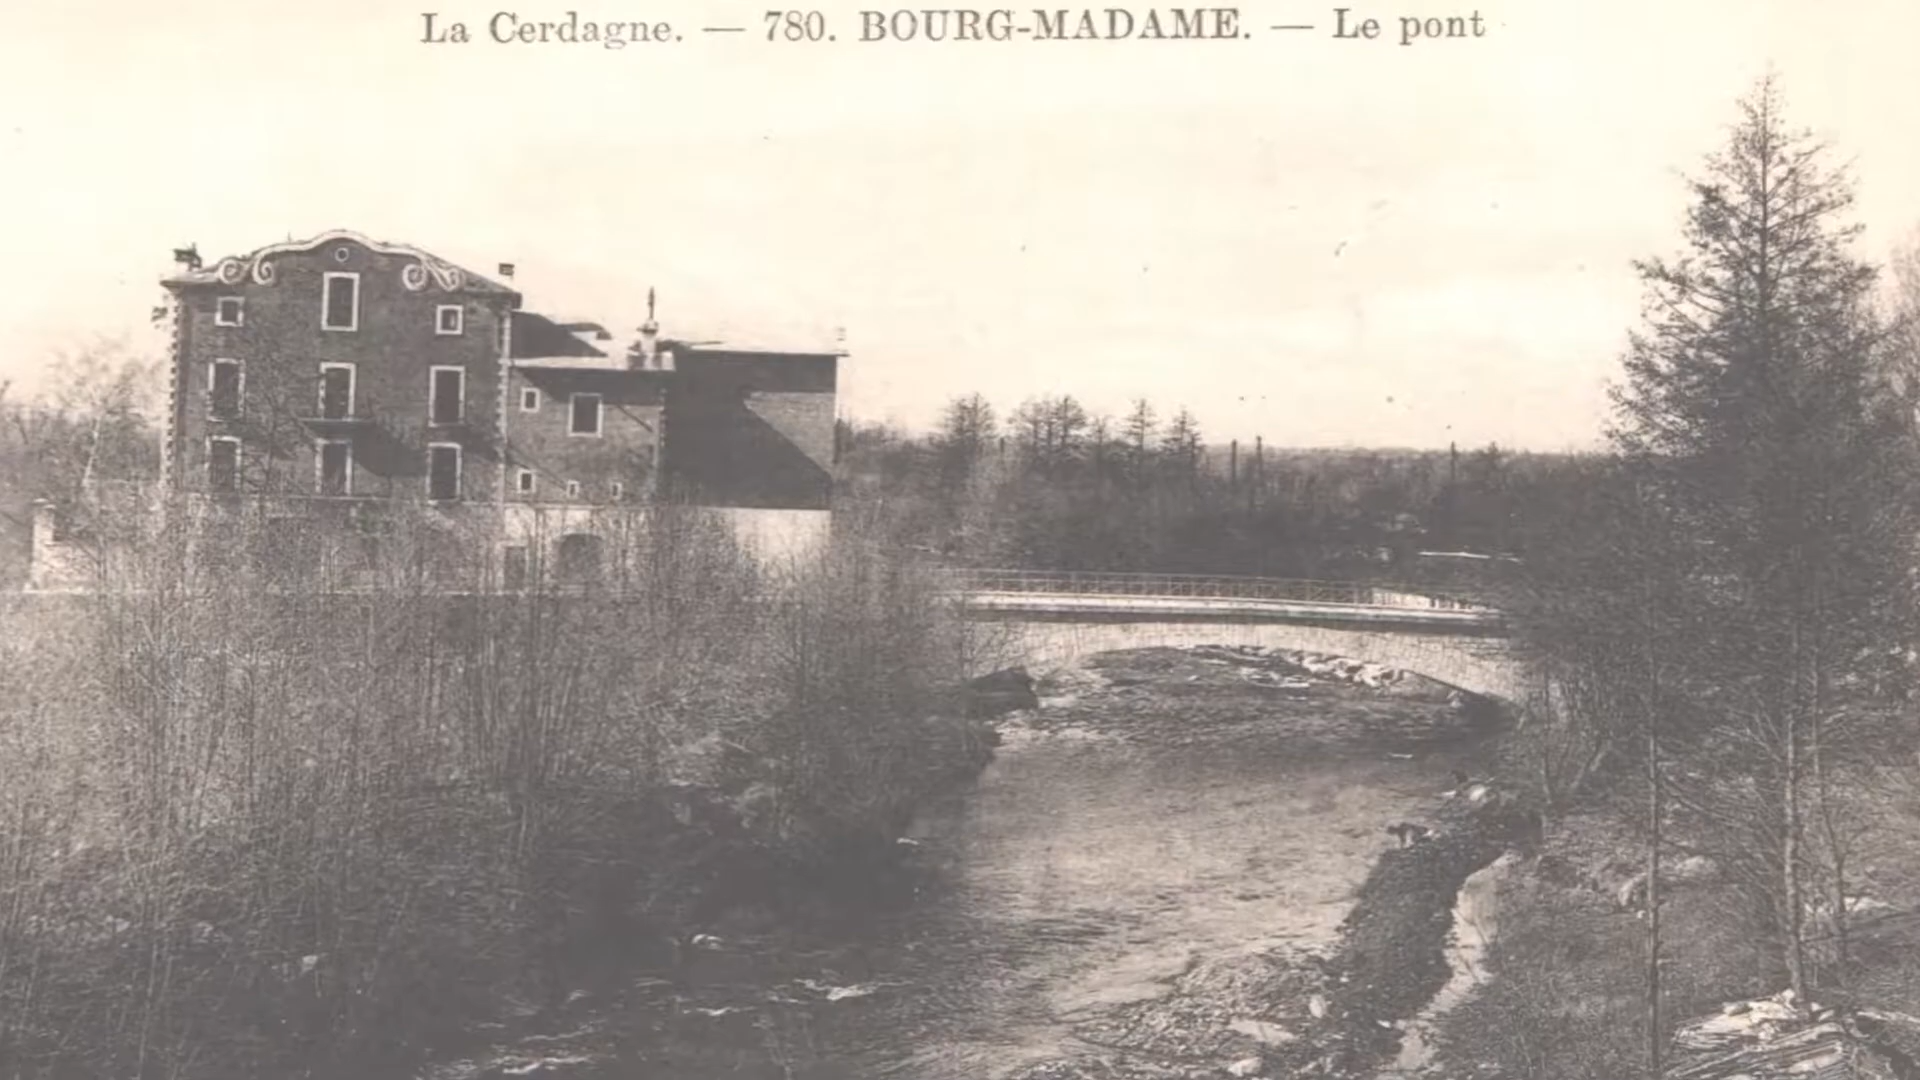 La Cerdagne. — 780. BOURG-MADAME. — Le pont